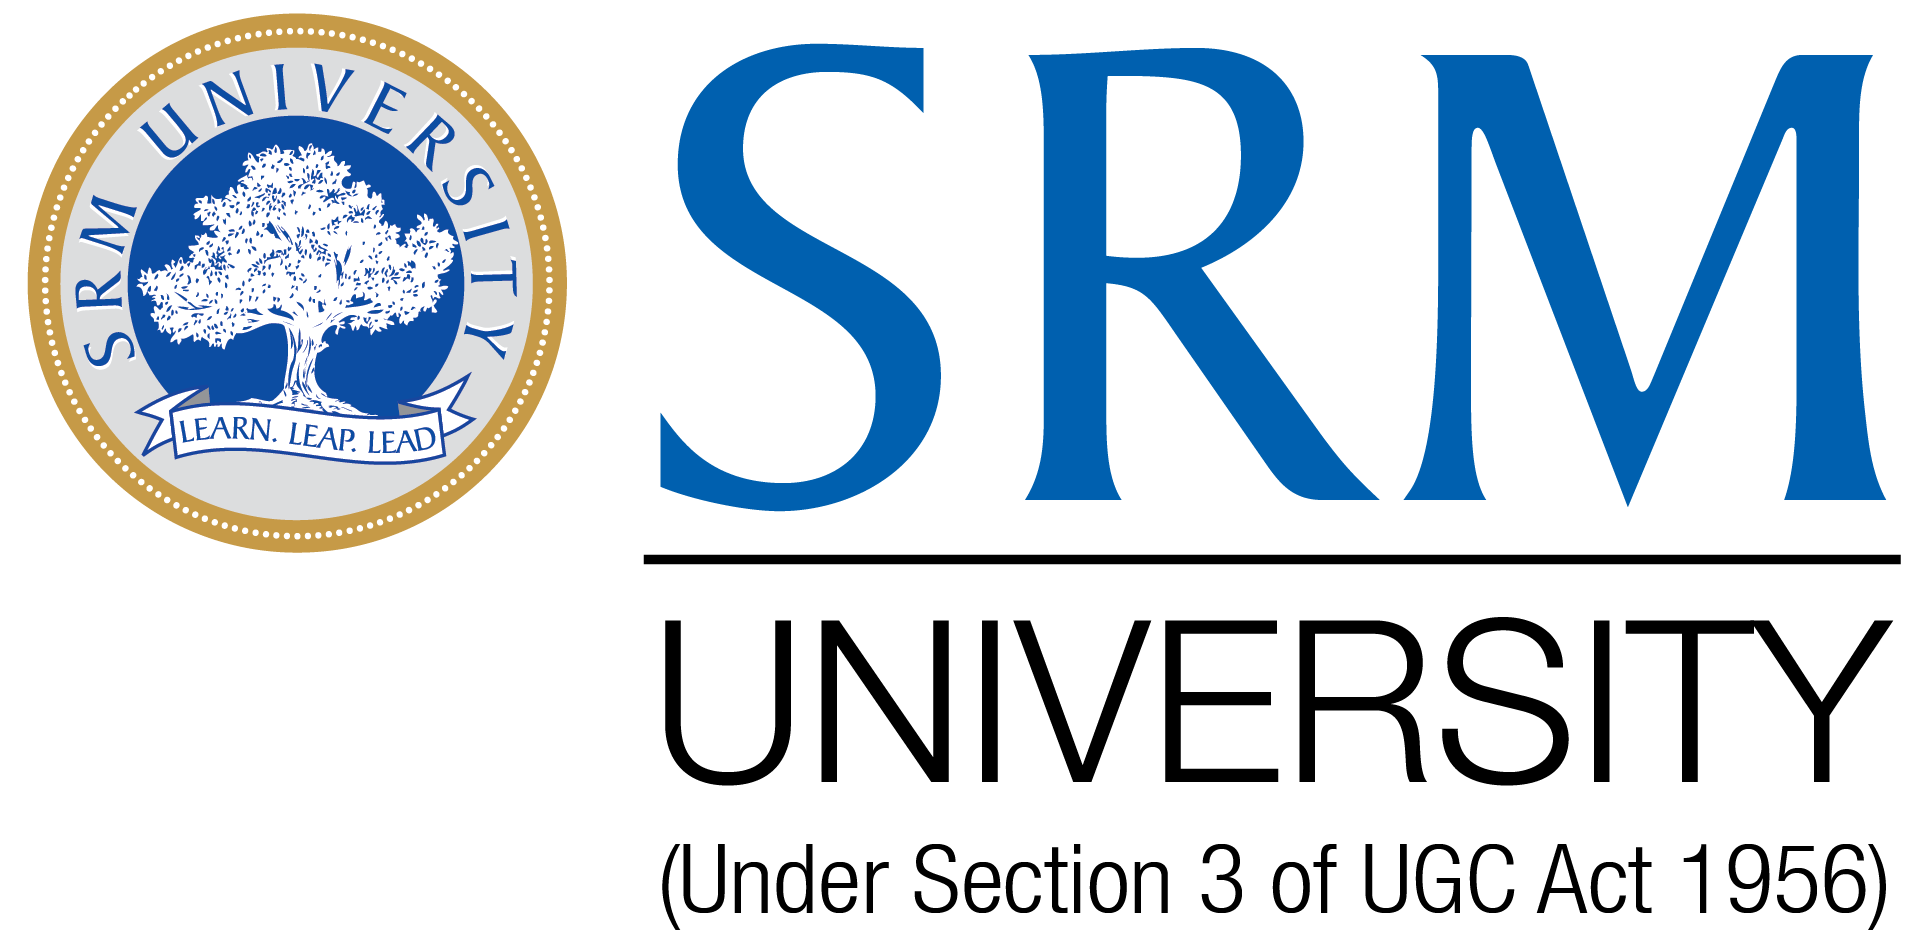 SRM UNIVERSITY
LEARN. LEAP. LEAD
SRM
UNIVERSITY
(Under Section 3 of UGC Act 1956)